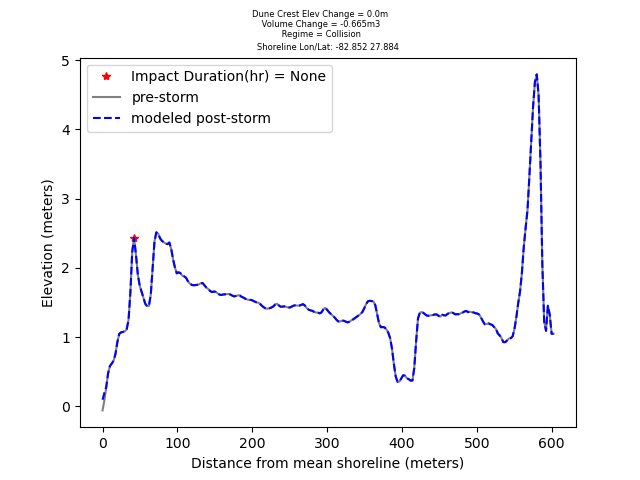 Dune Crest Elev Change = 0.0m
Volume Change = -0.665m3
Regime = Collision
Shoreline Lon/Lat: -82.852 27.884
5
4
3
2
1
0
Elevation (meters)
Impact Duration(hr) = None
pre-storm
modeled post-storm
0 100 200 300 400 500 600
Distance from mean shoreline (meters)